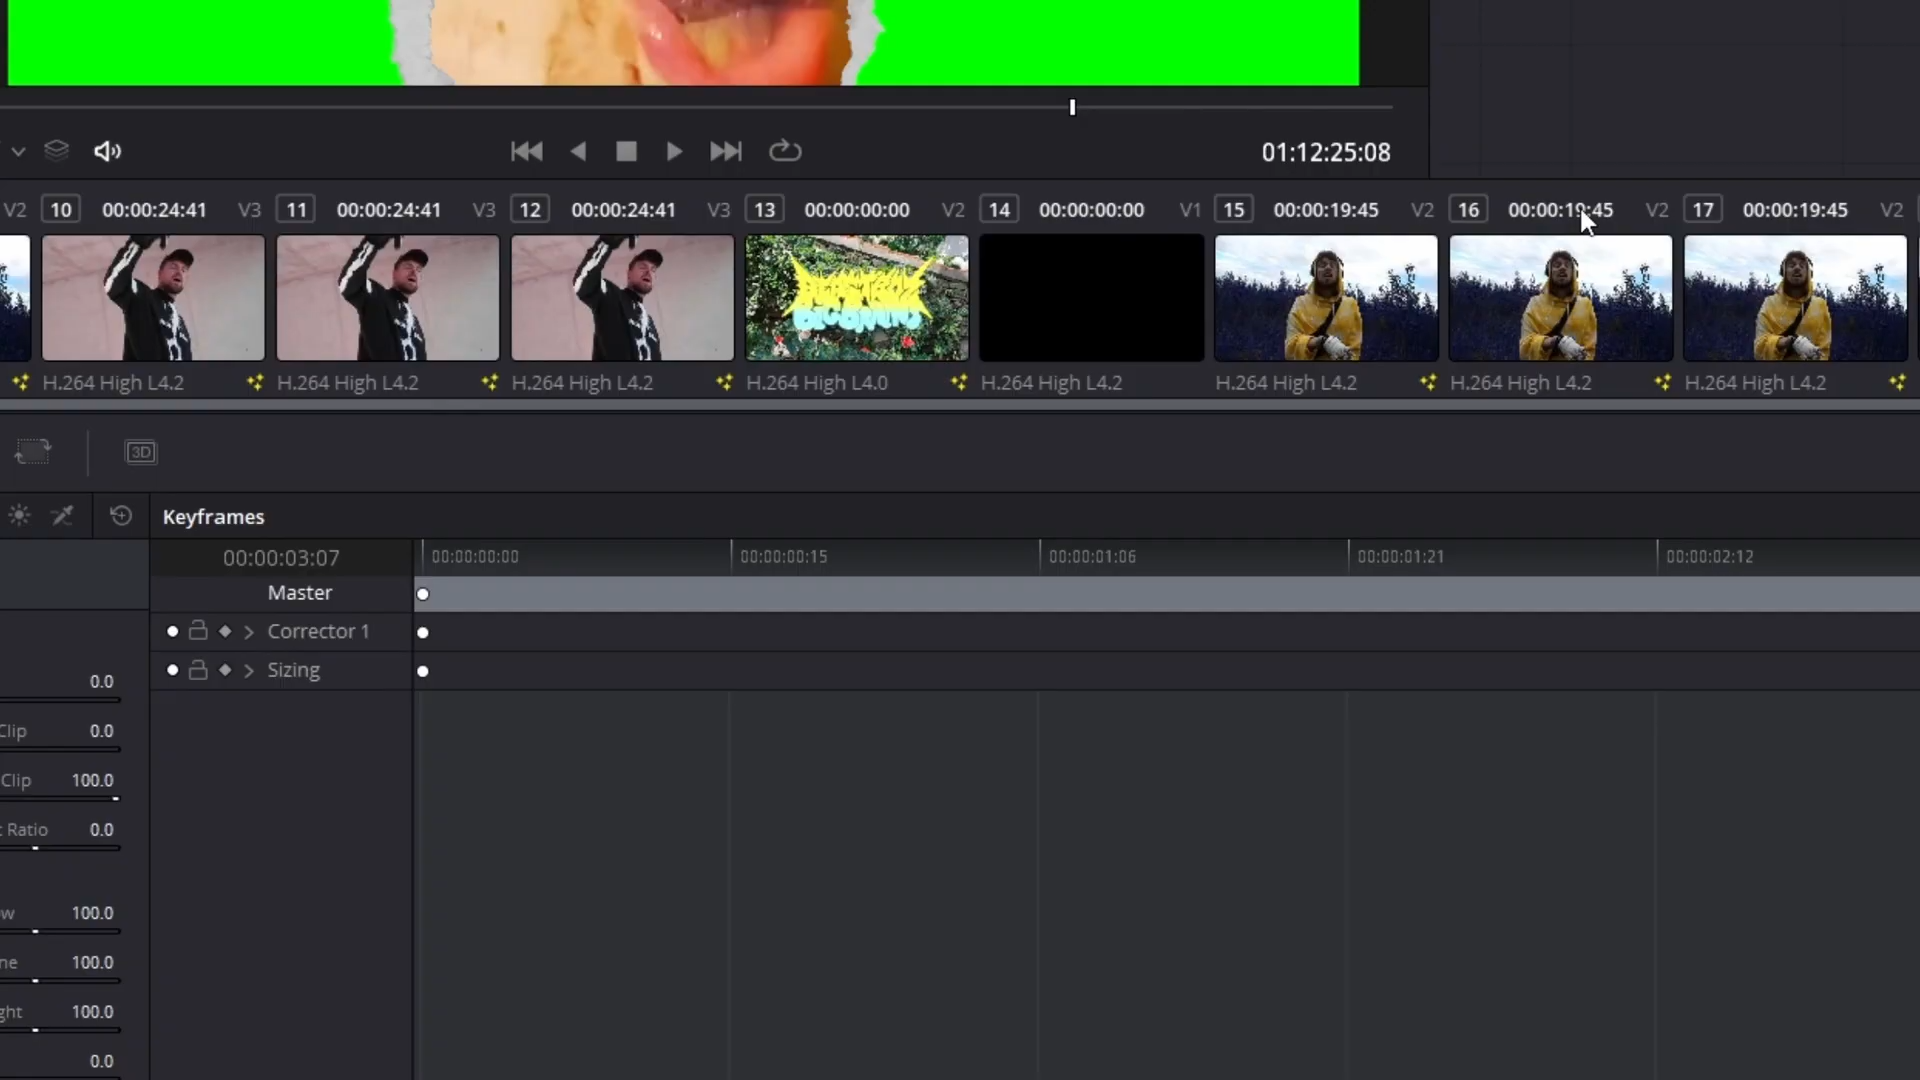 01:12:25:08
V2 10 00:00:24:41 V3 11 00:00:24:41 V3 12 00:00:24:41 V3 13 00:00:00:00 V2 14 00:00:00:00 V1 15 00:00:19:45 V2 16 00:00:19:45 V2 17 00:00:19:45 V2
H.264 High L4.2 H.264 High L4.2 H.264 High L4.2 H.264 High L4.0 H.264 High L4.2 H.264 High L4.2 H.264 High L4.2 H.264 High L4.2
3D
Keyframes
00:00:03:07 00:00:00:00 00:00:00:15 00:00:01:06 00:00:01:21 00:00:02:12
Master
Corrector 1
Sizing
0.0
Clip 0.0
Clip 100.0
Ratio 0.0
w 100.0
ne 100.0
ght 100.0
0.0